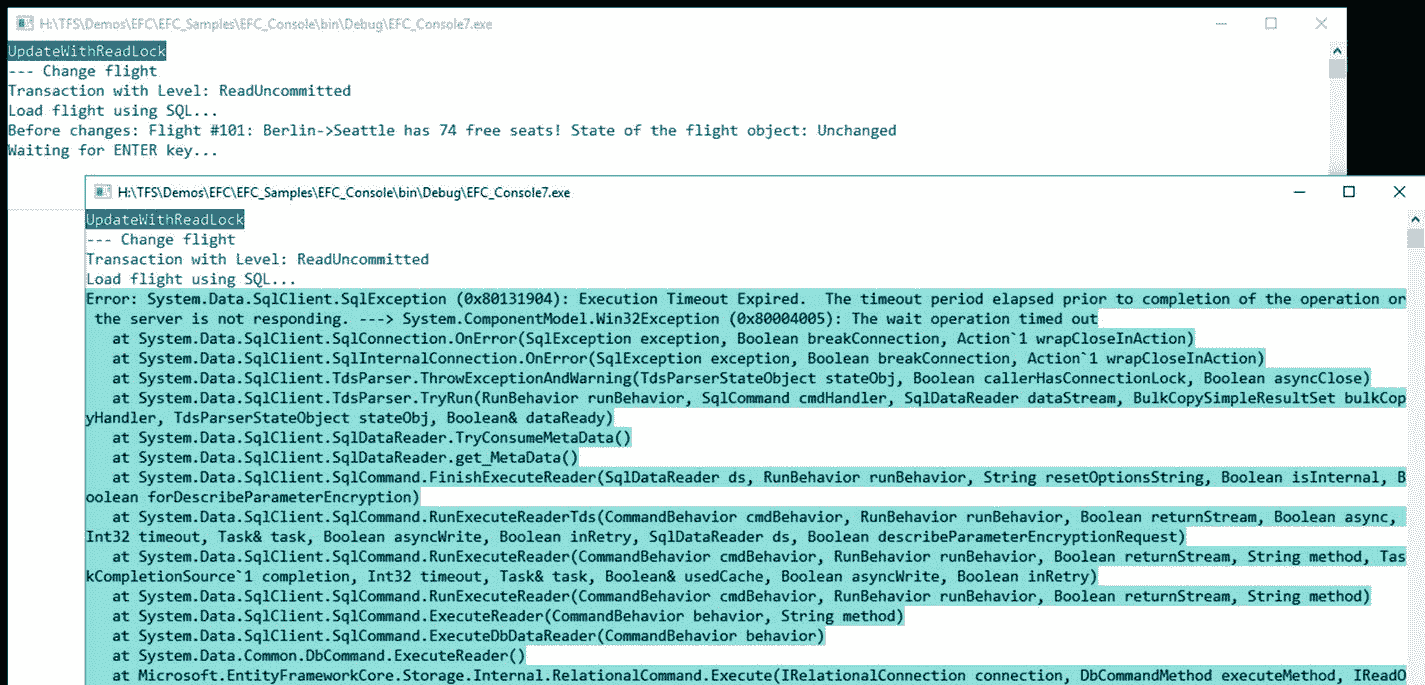 H:\TFS\Demos\EFC\EFC_Samples\EFC_Console\bin\Debug\EFC_Console7.exe
UpdateWithReadLock
--- Change flight
Transaction with Level: ReadUncommitted
Load flight using SQL...
Before changes: Flight #101: Berlin->Seattle has 74 free seats! State of the flight object: Unchanged
Waiting for ENTER key...
H:\TFS\Demos\EFC\EFC_Samples\EFC_Console\bin\Debug\EFC_Console7.exe
UpdateWithReadLock
--- Change flight
Transaction with Level: ReadUncommitted
Load flight using SQL...
Error: System.Data.SqlClient.SqlException (0x80131904): Execution Timeout Expired.  The timeout period elapsed prior to completion of the operation or
 the server is not responding. ---> System.ComponentModel.Win32Exception (0x80004005): The wait operation timed out
   at System.Data.SqlClient.SqlConnection.OnError(SqlException exception, Boolean breakConnection, Action`1 wrapCloseInAction)
   at System.Data.SqlClient.SqlInternalConnection.OnError(SqlException exception, Boolean breakConnection, Action`1 wrapCloseInAction)
   at System.Data.SqlClient.TdsParser.ThrowExceptionAndWarning(TdsParserStateObject stateObj, Boolean callerHasConnectionLock, Boolean asyncClose)
   at System.Data.SqlClient.TdsParser.TryRun(RunBehavior runBehavior, SqlCommand cmdHandler, SqlDataReader dataStream, BulkCopySimpleResultSet bulkCop
yHandler, TdsParserStateObject stateObj, Boolean& dataReady)
   at System.Data.SqlClient.SqlDataReader.TryConsumeMetaData()
   at System.Data.SqlClient.SqlDataReader.get_MetaData()
   at System.Data.SqlClient.SqlCommand.FinishExecuteReader(SqlDataReader ds, RunBehavior runBehavior, String resetOptionsString, Boolean isInternal, B
oolean forDescribeParameterEncryption)
   at System.Data.SqlClient.SqlCommand.RunExecuteReaderTds(CommandBehavior cmdBehavior, RunBehavior runBehavior, Boolean returnStream, Boolean async,
Int32 timeout, Task& task, Boolean asyncWrite, Boolean inRetry, SqlDataReader ds, Boolean describeParameterEncryptionRequest)
   at System.Data.SqlClient.SqlCommand.RunExecuteReader(CommandBehavior cmdBehavior, RunBehavior runBehavior, Boolean returnStream, String method, Tas
kCompletionSource`1 completion, Int32 timeout, Task& task, Boolean& usedCache, Boolean asyncWrite, Boolean inRetry)
   at System.Data.SqlClient.SqlCommand.RunExecuteReader(CommandBehavior cmdBehavior, RunBehavior runBehavior, Boolean returnStream, String method)
   at System.Data.SqlClient.SqlCommand.ExecuteReader(CommandBehavior behavior, String method)
   at System.Data.SqlClient.SqlCommand.ExecuteDbDataReader(CommandBehavior behavior)
   at System.Data.Common.DbCommand.ExecuteReader()
   at Microsoft.EntityFrameworkCore.Storage.Internal.RelationalCommand.Execute(IRelationalConnection connection, DbCommandMethod executeMethod, IReadO